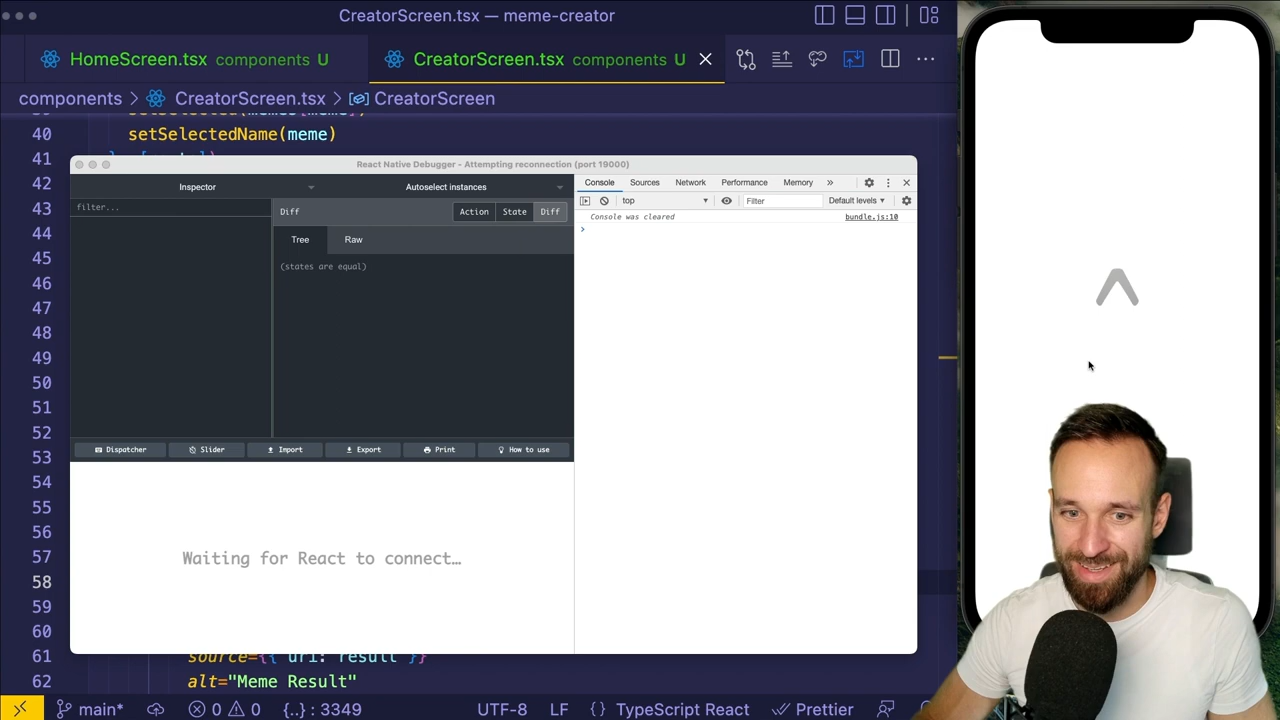 CreatorScreen.tsx — meme-creator
HomeScreen.tsx components U
CreatorScreen.tsx components U
components > CreatorScreen.tsx > CreatorScreen
40 setSelectedName(meme)
41
42
43
44
45
46
47
48
49
50
51
52
53
54
55
56
57
58
59
60
61 source={{ uri: result }}
62 alt="Meme Result"
React Native Debugger - Attempting reconnection (port 19000)
Inspector
Autoselect instances
filter...
Diff
Action State Diff
Tree Raw
(states are equal)
Dispatcher Slider Import Export Print How to use
Waiting for React to connect…
Console Sources Network Performance Memory »
top Filter Default levels
Console was cleared bundle.js:10
>
main* 0 0 {..} : 3349 UTF-8 LF {} TypeScript React Prettier